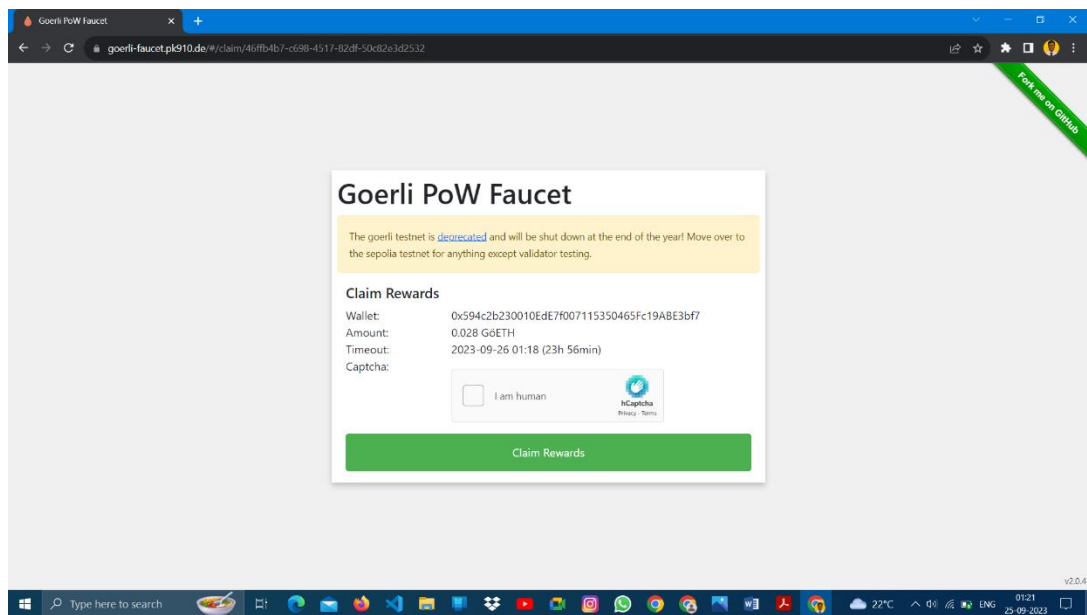 Goerli PoW Faucet
goerli-faucet.pk910.de/#/claim/46ffb4b7-c698-4517-82df-50c82e3d2532
Fork me on GitHub
Goerli PoW Faucet
The goerli testnet is deprecated and will be shut down at the end of the year! Move over to
the sepolia testnet for anything except validator testing.
Claim Rewards
Wallet: 0x594c2b230010EdE7f007115350465Fc19ABE3bf7
Amount: 0.028 GöETH
Timeout: 2023-09-26 01:18 (23h 56min)
Captcha:
I am human
hCaptcha
Privacy - Terms
Claim Rewards
v2.0.4
Type here to search
22°C
ENG
01:21
25-09-2023